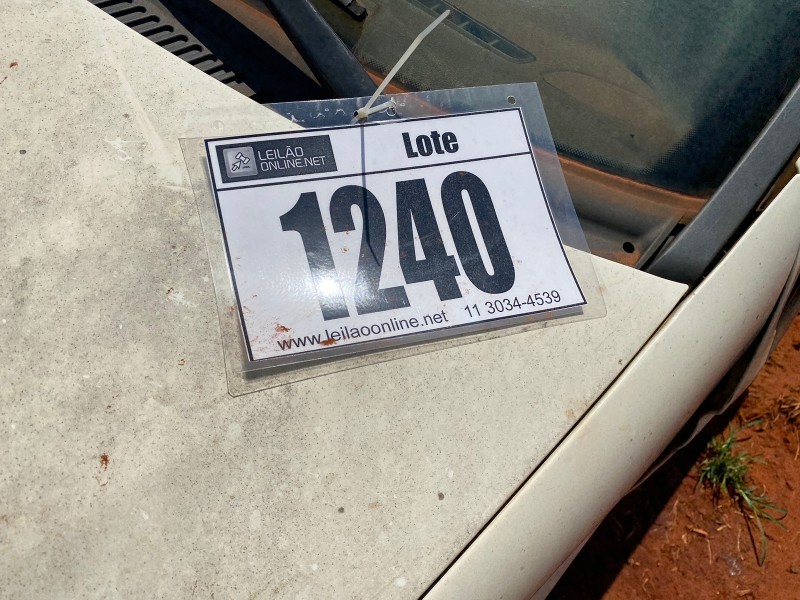 LEILÃO
ONLINE.NET
Lote
1240
www.leilaoonline.net 11 3034-4539